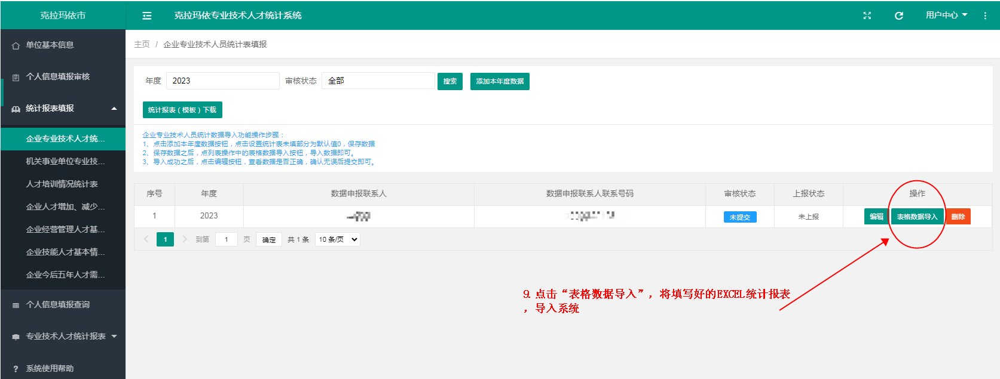 克拉玛依市
克拉玛依专业技术人才统计系统
用户中心
单位基本信息
个人信息填报审核
统计报表填报
企业专业技术人才统...
机关事业单位专业技...
人才培训情况统计表
企业人才增加、减少...
企业经营管理人才基...
企业技能人才基本情...
企业今后五年人才需...
个人信息填报查询
专业技术人才统计报表
系统使用帮助
主页 / 企业专业技术人员统计表填报
年度 2023 审核状态 全部 搜索 添加本年度数据
统计报表（模板）下载
企业专业技术人员统计数据导入功能操作步骤：
1、点击添加本年度数据按钮，点击设置统计表未填部分为默认值0，保存数据
2、保存数据之后，点列表操作中的表格数据导入按钮，导入数据即可。
3、导入成功之后，点击编辑按钮，查看数据是否正确，确认无误后提交即可。
序号 年度 数据申报联系人 数据申报联系人联系号码 审核状态 上报状态 操作
1 2023 未提交 未上报 编辑 表格数据导入 删除
1 到第 1 页 确定 共 1 条 10 条/页
9. 点击“表格数据导入”，将填写好的EXCEL统计报表
，导入系统